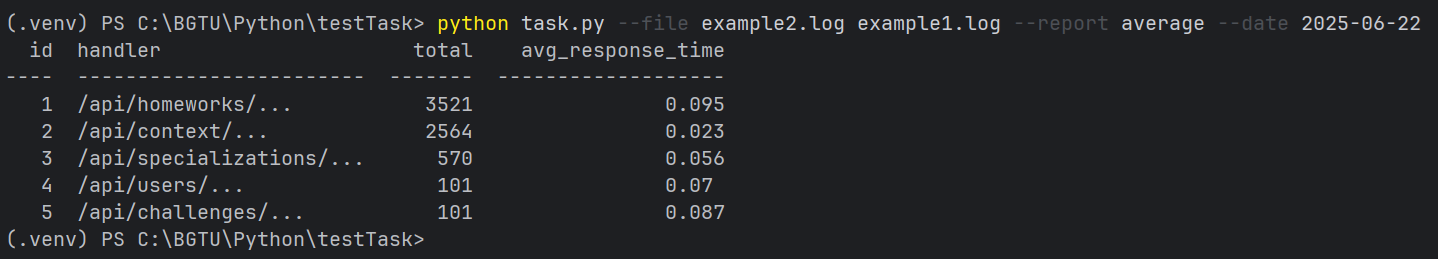 (.venv) PS C:\BGTU\Python\testTask> python task.py --file example2.log example1.log --report average --date 2025-06-22
  id  handler                    total    avg_response_time
----  ------------------------  -------  -------------------
   1  /api/homeworks/...           3521                0.095
   2  /api/context/...             2564                0.023
   3  /api/specializations/...      570                0.056
   4  /api/users/...                101                0.07
   5  /api/challenges/...           101                0.087
(.venv) PS C:\BGTU\Python\testTask>